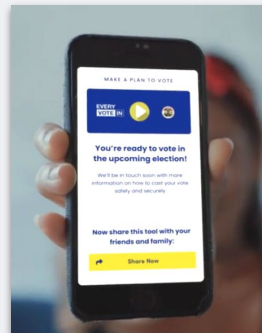 MAKE A PLAN TO VOTE
EVERY
VOTE IN
You're ready to vote in
the upcoming election!
We'll be in touch soon with more
information on how to cast your vote
safely and securely.
Now share this tool with your
friends and family:
Share Now